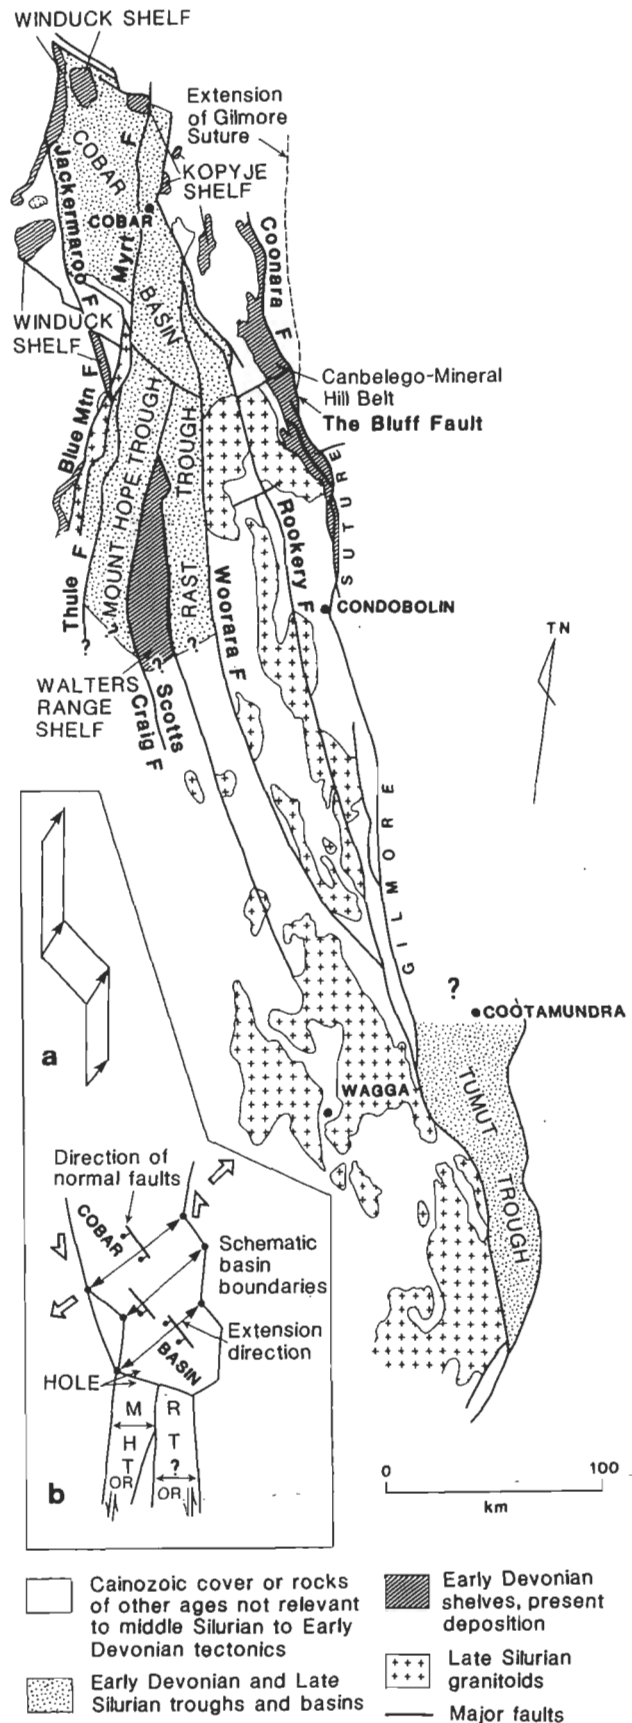 WINDUCK SHELF
Extension
of Gilmore
Suture
COBAR
Jackermaroo F
Myrt F
KOPYJE
SHELF
COBAR
Coonara F
BASIN
WINDUCK
SHELF
Canbelego-Mineral
Hill Belt
The Bluff Fault
Blue Mtn F
MOUNT HOPE TROUGH
RAST TROUGH
SUTURE
Rookery F
Thule F
Woorara F
CONDOBOLIN
TN
?
?
?
?
WALTERS
RANGE
SHELF
Scotts
Craig F
GILMORE
a
?
COOTAMUNDRA
WAGGA
TUMUT
TROUGH
Direction of
normal faults
COBAR
Schematic
basin
boundaries
Extension
direction
BASIN
HOLE
M R
H T
T ?
OR OR
b
0 100
km
Cainozoic cover or rocks
of other ages not relevant
to middle Silurian to Early
Devonian tectonics
Early Devonian and Late
Silurian troughs and basins
Early Devonian
shelves, present
deposition
Late Silurian
granitoids
Major faults